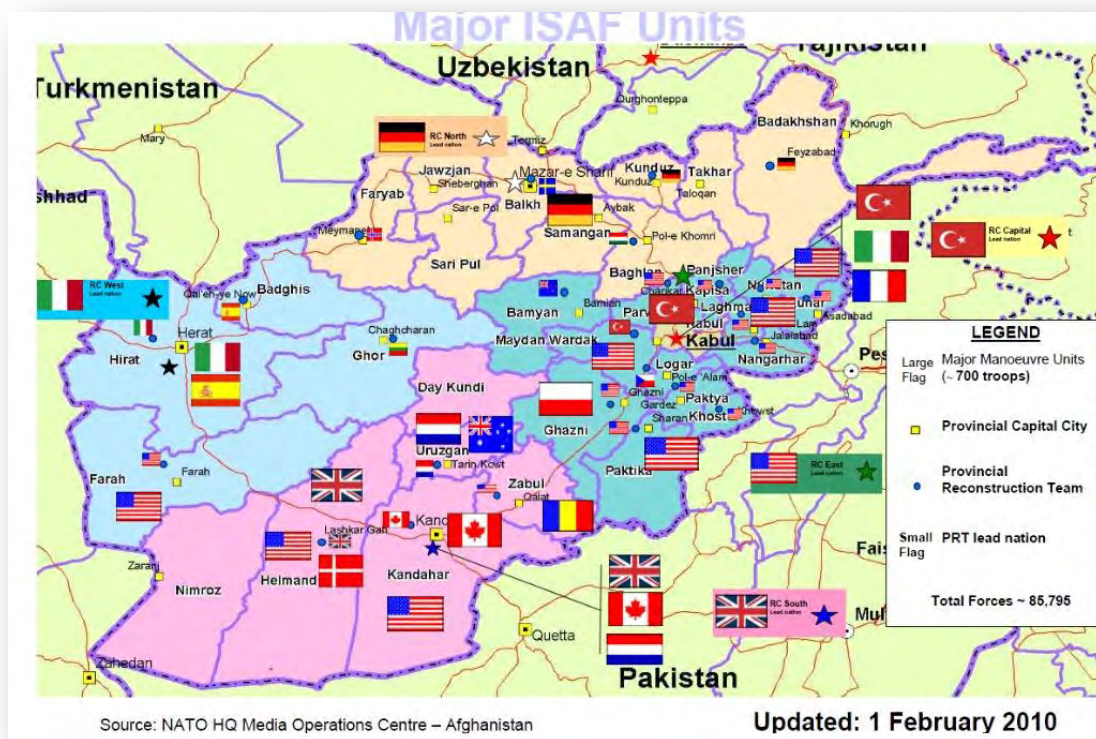 Major ISAF Units
Uzbekistan
Tajikistan
Turkmenistan
Mary
Qurghonteppa
Khorugh
Badakhshan
Feyzabad
RC North
Lead nation
Termiz
shhad
Jawzjan
Sheberghan
Mazar-e Sharif
Balkh
Kunduz
Kunduz
Takhar
Taloqan
Faryab
Sar-e Pol
Aybak
Samangan
Meymaneh
Pol-e Khomri
Sari Pul
Baghlan
Panjsher
RC Capital
Lead nation
RC West
Lead nation
Qal'eh-ye Now
Badghis
Charikar
Kapisa
Bamian
Bamyan
Laghman
Asadabad
Chaghcharan
Ghor
Herat
Hirat
Kabul
Kabul
Maydan Wardak
Jalalabad
Nangarhar
Logar
Pol-e 'Alam
Day Kundi
Ghazni
Gardez
Paktya
Khowst
Khost
Sharan
Ghazni
Paktika
Uruzgan
Tarin Kowt
Farah
Farah
Zabul
Qalat
RC East
Lead nation
Kand
Lashkar Gah
Zaranj
Nimroz
Helmand
Kandahar
RC South
Lead nation
Quetta
Zahedan
Pakistan
Pes
Fais
Mul
LEGEND
Large Flag Major Manoeuvre Units
(~ 700 troops)
Provincial Capital City
Provincial
Reconstruction Team
Small Flag PRT lead nation
Total Forces ~ 85,795
Source: NATO HQ Media Operations Centre – Afghanistan
Updated: 1 February 2010